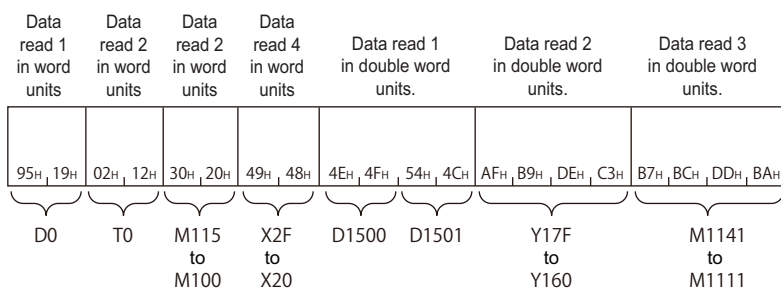 Data read 1 in word units
Data read 2 in word units
Data read 2 in word units
Data read 4 in word units
Data read 1 in double word units.
Data read 2 in double word units.
Data read 3 in double word units.
95H 19H 02H 12H 30H 20H 49H 48H 4EH 4FH 54H 4CH AFH B9H DEH C3H B7H BCH DDH BAH
D0 T0 M115 to M100 X2F to X20 D1500 D1501 Y17F to Y160 M1141 to M1111